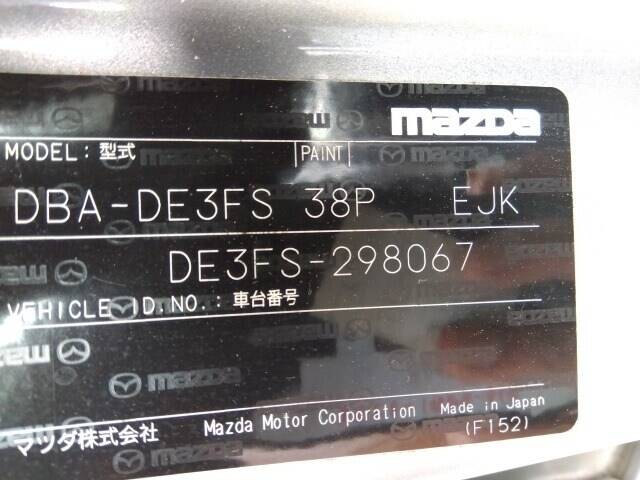 mazda
MODEL: 型式 PAINT
DBA-DE3FS 38P EJK
DE3FS-298067
VEHICLE ID.NO.: 車台番号
マツダ株式会社 Mazda Motor Corporation Made in Japan
(F152)